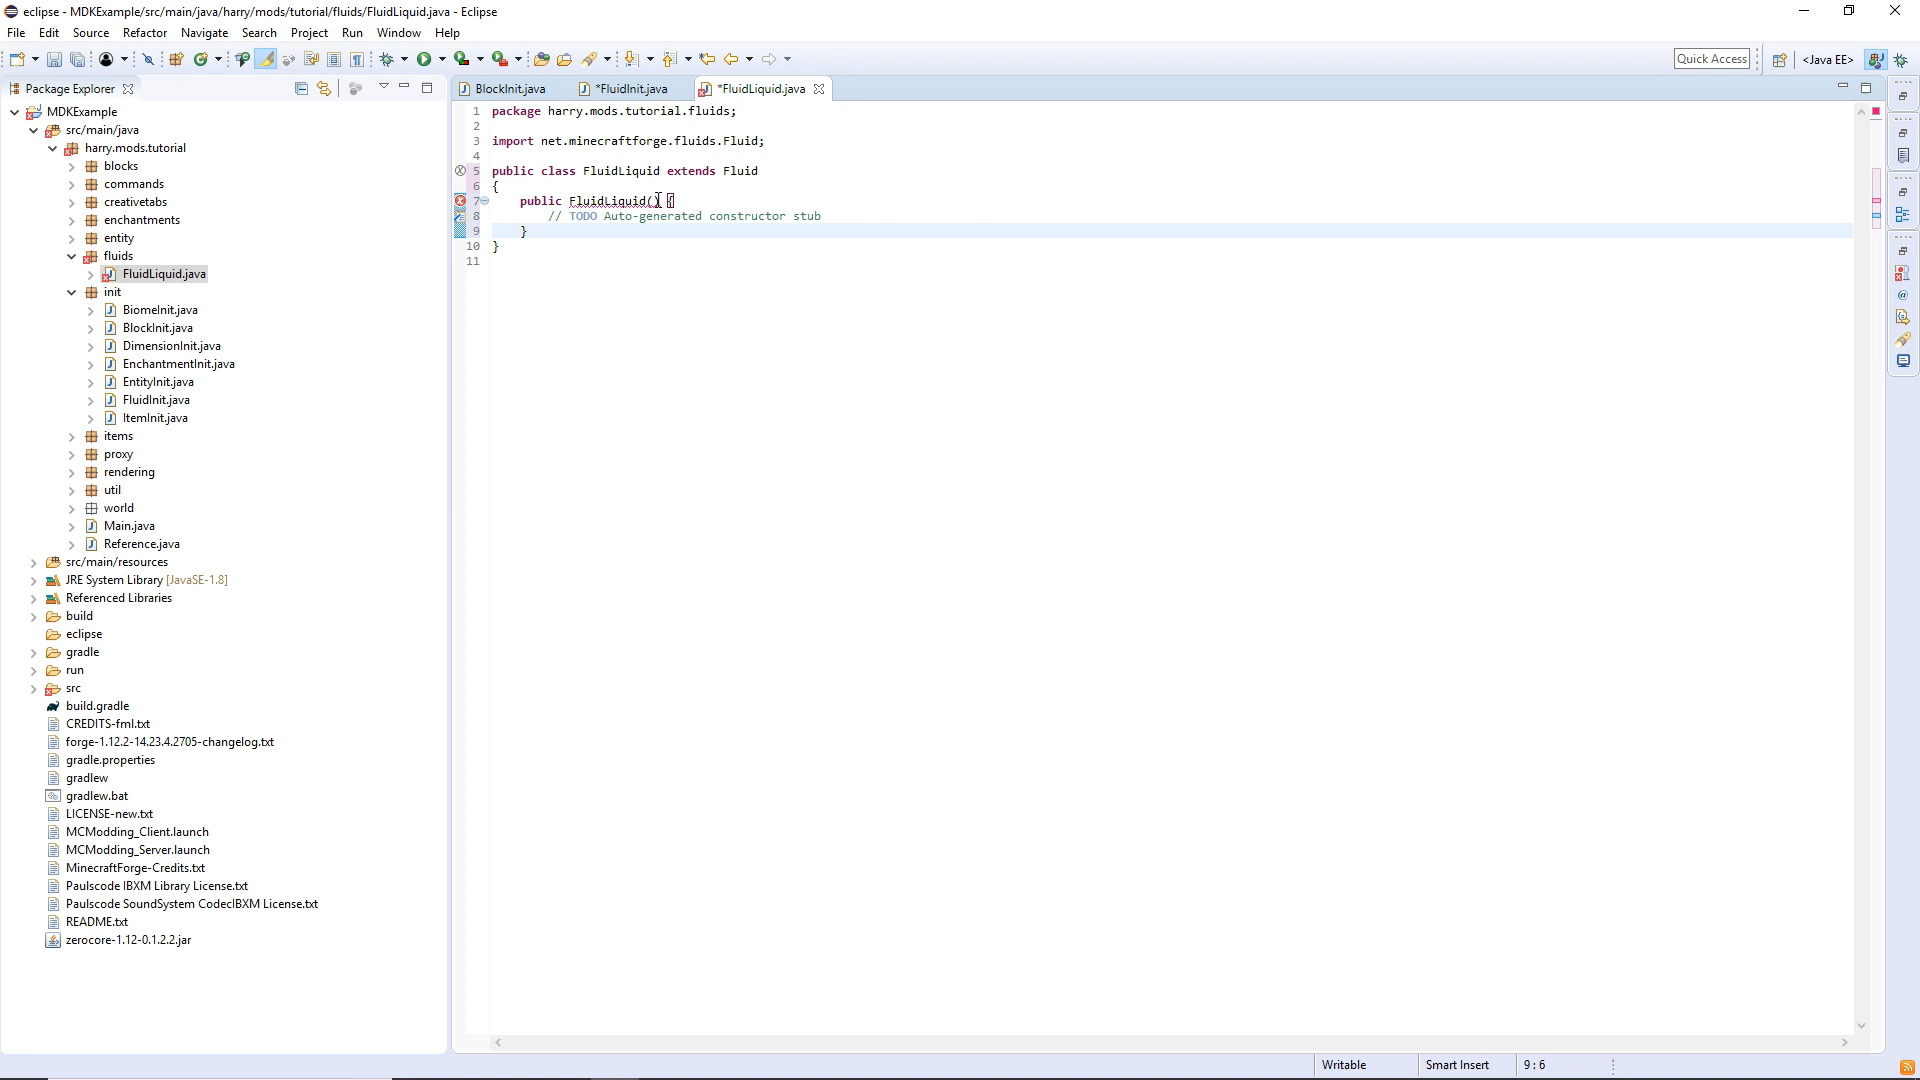 eclipse - MDKExample/src/main/java/harry/mods/tutorial/fluids/FluidLiquid.java - Eclipse
File Edit Source Refactor Navigate Search Project Run Window Help
Quick Access <Java EE>
Package Explorer
BlockInit.java *FluidInit.java *FluidLiquid.java
MDKExample
src/main/java
harry.mods.tutorial
blocks
commands
creativetabs
enchantments
entity
fluids
FluidLiquid.java
init
BiomeInit.java
BlockInit.java
DimensionInit.java
EnchantmentInit.java
EntityInit.java
FluidInit.java
ItemInit.java
items
proxy
rendering
util
world
Main.java
Reference.java
src/main/resources
JRE System Library [JavaSE-1.8]
Referenced Libraries
build
eclipse
gradle
run
src
build.gradle
CREDITS-fml.txt
forge-1.12.2-14.23.4.2705-changelog.txt
gradle.properties
gradlew
gradlew.bat
LICENSE-new.txt
MCModding_Client.launch
MCModding_Server.launch
MinecraftForge-Credits.txt
Paulscode IBXM Library License.txt
Paulscode SoundSystem CodecIBXM License.txt
README.txt
zerocore-1.12-0.1.2.2.jar
1 package harry.mods.tutorial.fluids;
2
3 import net.minecraftforge.fluids.Fluid;
4
5 public class FluidLiquid extends Fluid
6 {
7 public FluidLiquid() {
8 // TODO Auto-generated constructor stub
9 }
10 }
11
Writable Smart Insert 9 : 6